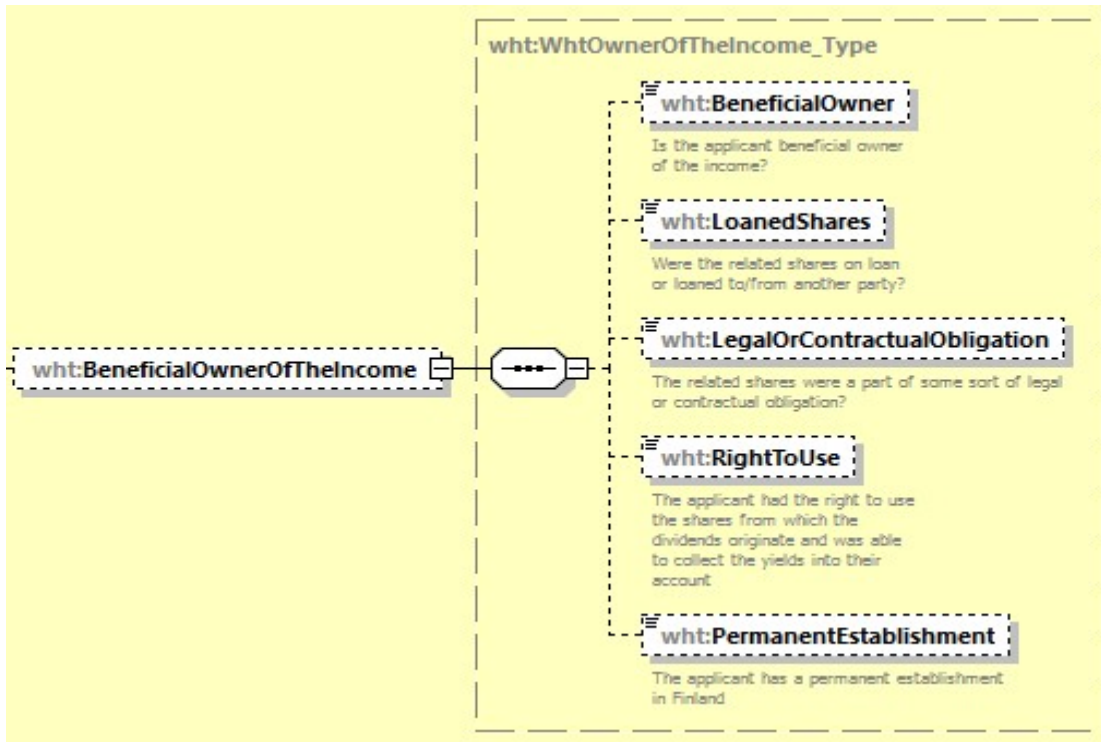 wht:WhtOwnerOfTheIncome_Type
wht:BeneficialOwner
Is the applicant beneficial owner
of the income?
wht:LoanedShares
Were the related shares on loan
or loaned to/from another party?
wht:LegalOrContractualObligation
The related shares were a part of some sort of legal
or contractual obligation?
wht:BeneficialOwnerOfTheIncome
wht:RightToUse
The applicant had the right to use
the shares from which the
dividends originate and was able
to collect the yields into their
account
wht:PermanentEstablishment
The applicant has a permanent establishment
in Finland